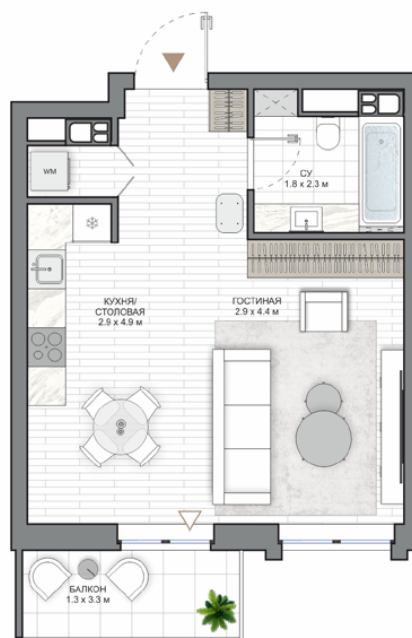 СУ
1.8 x 2.3 м
WM
КУХНЯ/
СТОЛОВАЯ
2.9 x 4.9 м
ГОСТИНАЯ
2.9 x 4.4 м
БАЛКОН
1.3 x 3.3 м